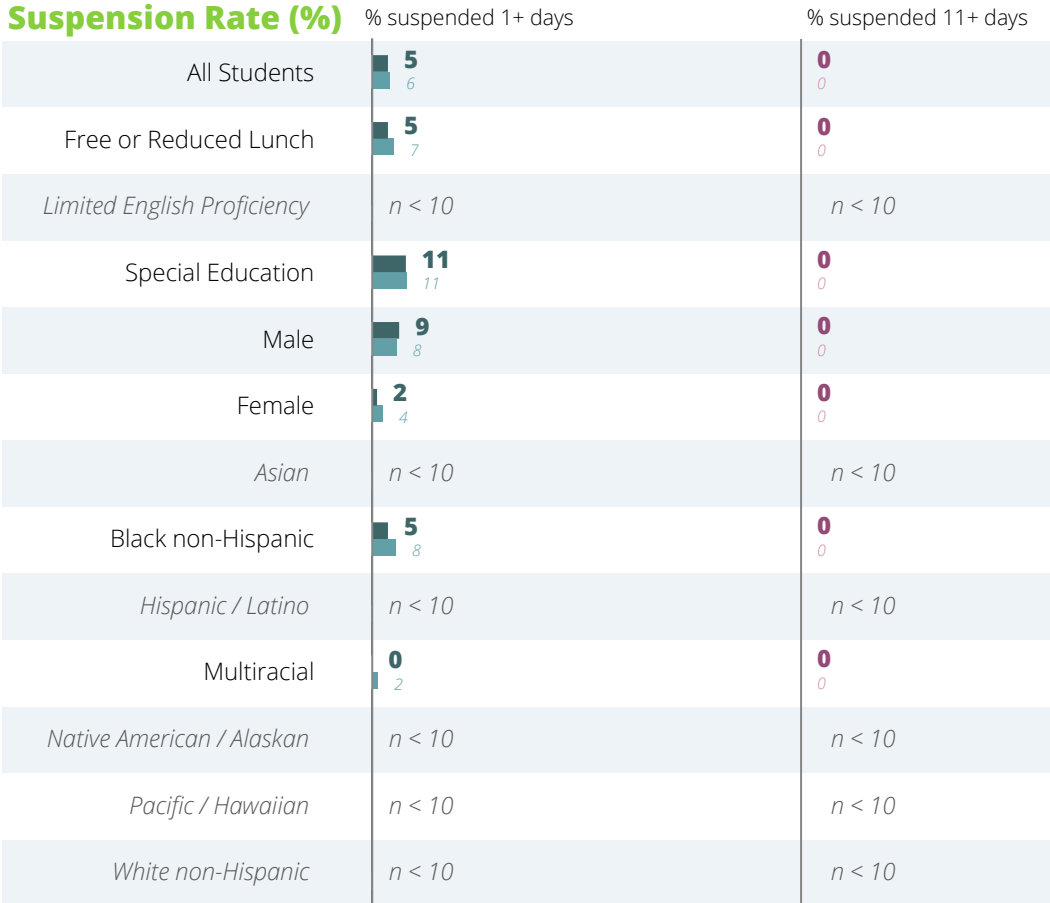 Suspension Rate (%) % suspended 1+ days % suspended 11+ days
All Students 5 0
6 0
Free or Reduced Lunch 5 0
7 0
Limited English Proficiency n < 10 n < 10
Special Education 11 0
11 0
Male 9 0
8 0
Female 2 0
4 0
Asian n < 10 n < 10
Black non-Hispanic 5 0
8 0
Hispanic / Latino n < 10 n < 10
Multiracial 0 0
2 0
Native American / Alaskan n < 10 n < 10
Pacific / Hawaiian n < 10 n < 10
White non-Hispanic n < 10 n < 10